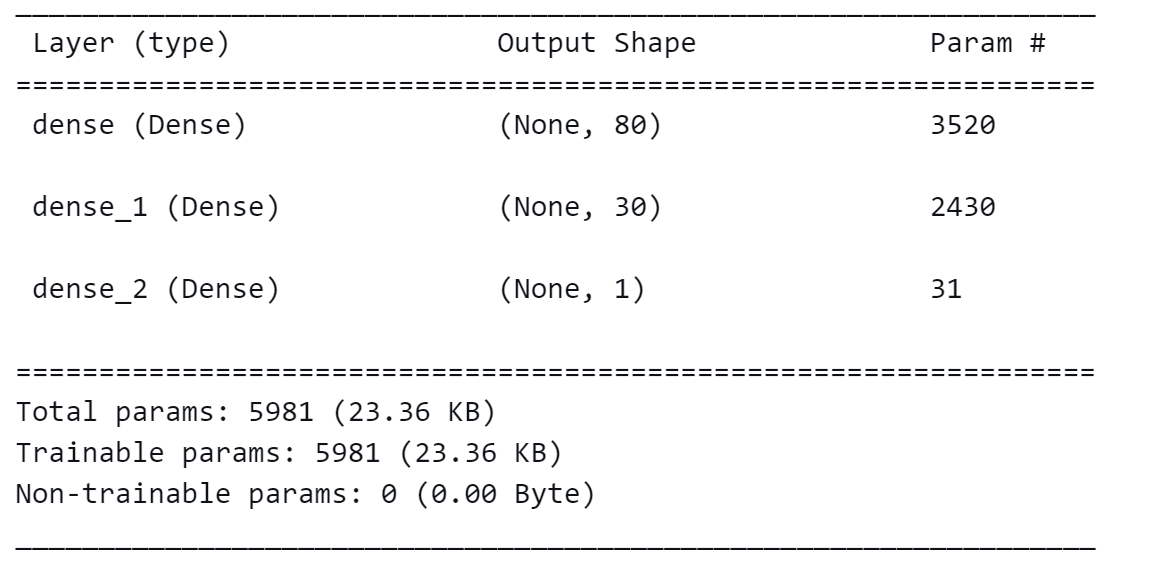 _________________________________________________________________
Layer (type)                Output Shape              Param #
=================================================================
dense (Dense)               (None, 80)                3520
dense_1 (Dense)             (None, 30)                2430
dense_2 (Dense)             (None, 1)                 31
=================================================================
Total params: 5981 (23.36 KB)
Trainable params: 5981 (23.36 KB)
Non-trainable params: 0 (0.00 Byte)
_________________________________________________________________